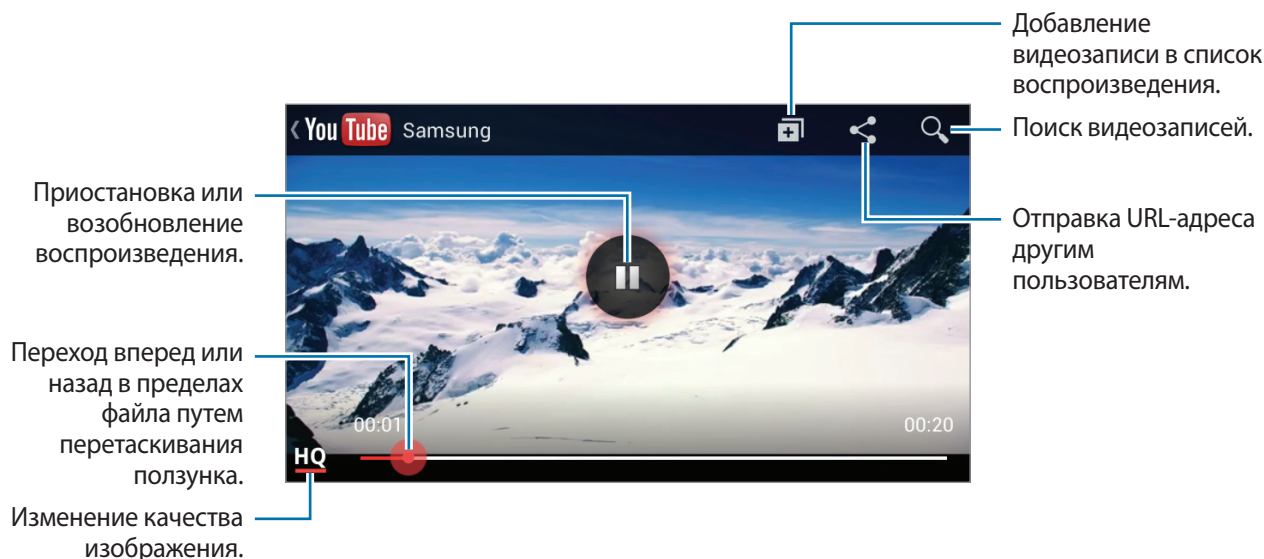 Добавление
видеозаписи в список
воспроизведения.
You Tube Samsung
Поиск видеозаписей.
Приостановка или
возобновление
воспроизведения.
Отправка URL-адреса
другим
пользователям.
Переход вперед или
назад в пределах
файла путем
перетаскивания
ползунка.
00:01
00:20
HQ
Изменение качества
изображения.